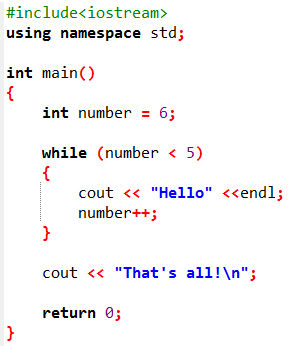 #include<iostream>
using namespace std;
int main()
{
int number = 6;
while (number < 5)
{
cout << "Hello" <<endl;
number++;
}
cout << "That's all!\n";
return 0;
}